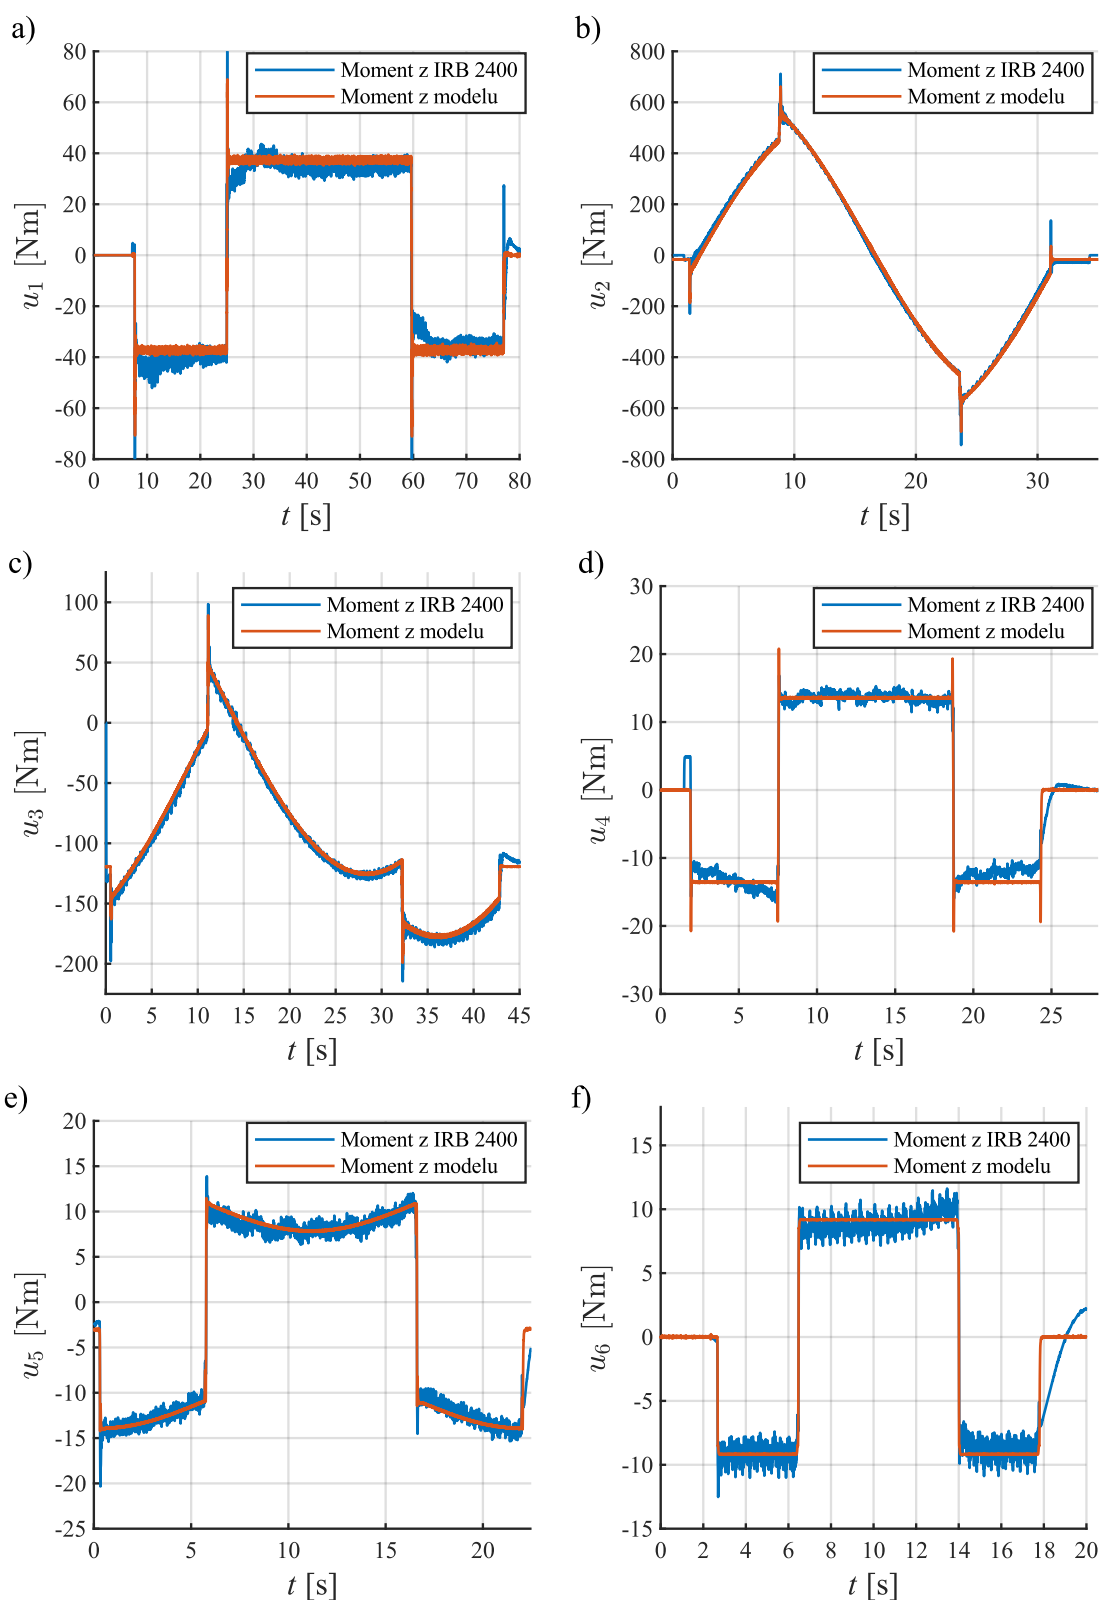 a)
80
60
40
20
0
-20
-40
-60
-80
u1 [Nm]
Moment z IRB 2400
Moment z modelu
0 10 20 30 40 50 60 70 80
t [s]
b)
800
600
400
200
0
-200
-400
-600
-800
u2 [Nm]
Moment z IRB 2400
Moment z modelu
0 10 20 30
t [s]
c)
100
50
0
-50
-100
-150
-200
u3 [Nm]
Moment z IRB 2400
Moment z modelu
0 5 10 15 20 25 30 35 40 45
t [s]
d)
30
20
10
0
-10
-20
-30
u4 [Nm]
Moment z IRB 2400
Moment z modelu
0 5 10 15 20 25
t [s]
e)
20
15
10
5
0
-5
-10
-15
-20
-25
u5 [Nm]
Moment z IRB 2400
Moment z modelu
0 5 10 15 20
t [s]
f)
15
10
5
0
-5
-10
-15
u6 [Nm]
Moment z IRB 2400
Moment z modelu
0 2 4 6 8 10 12 14 16 18 20
t [s]